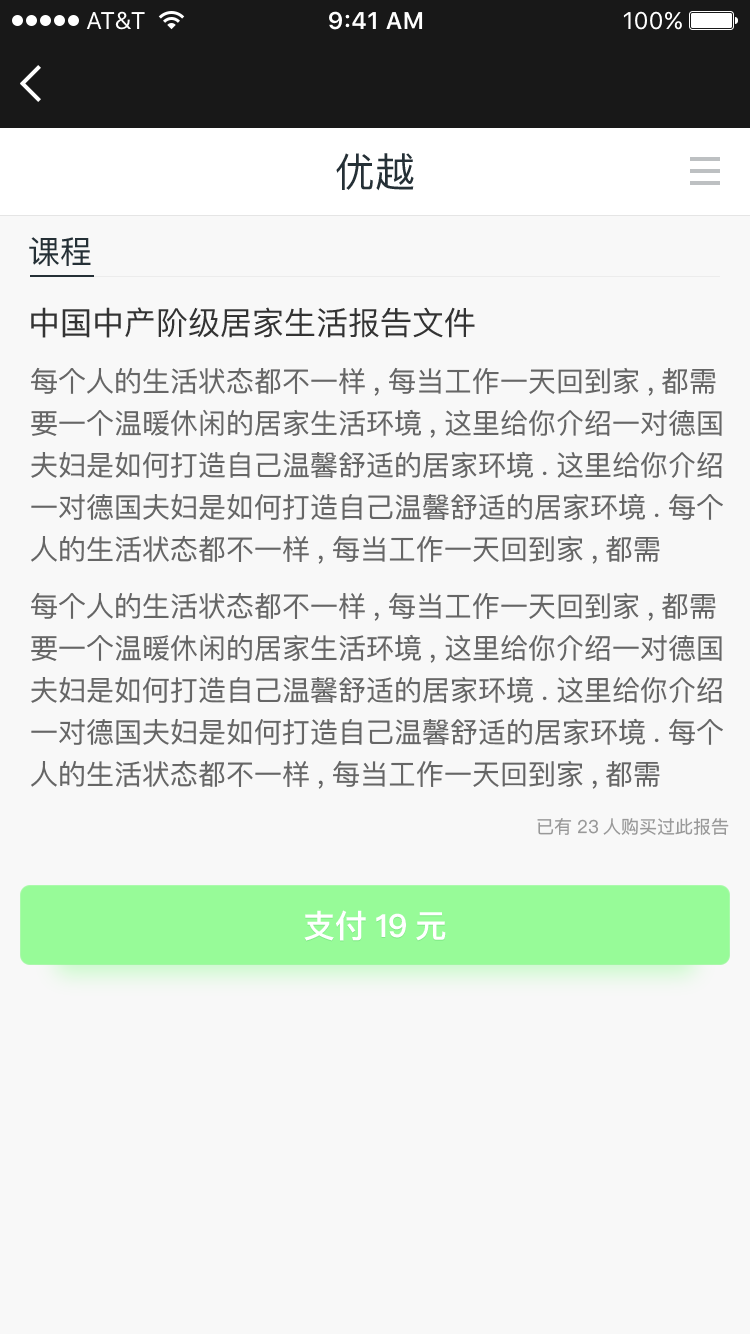 AT&T 9:41 AM 100%
优越
课程
中国中产阶级居家生活报告文件
每个人的生活状态都不一样 , 每当工作一天回到家 , 都需
要一个温暖休闲的居家生活环境 , 这里给你介绍一对德国
夫妇是如何打造自己温馨舒适的居家环境 . 这里给你介绍
一对德国夫妇是如何打造自己温馨舒适的居家环境 . 每个
人的生活状态都不一样 , 每当工作一天回到家 , 都需
每个人的生活状态都不一样 , 每当工作一天回到家 , 都需
要一个温暖休闲的居家生活环境 , 这里给你介绍一对德国
夫妇是如何打造自己温馨舒适的居家环境 . 这里给你介绍
一对德国夫妇是如何打造自己温馨舒适的居家环境 . 每个
人的生活状态都不一样 , 每当工作一天回到家 , 都需
已有 23 人购买过此报告
支付 19 元